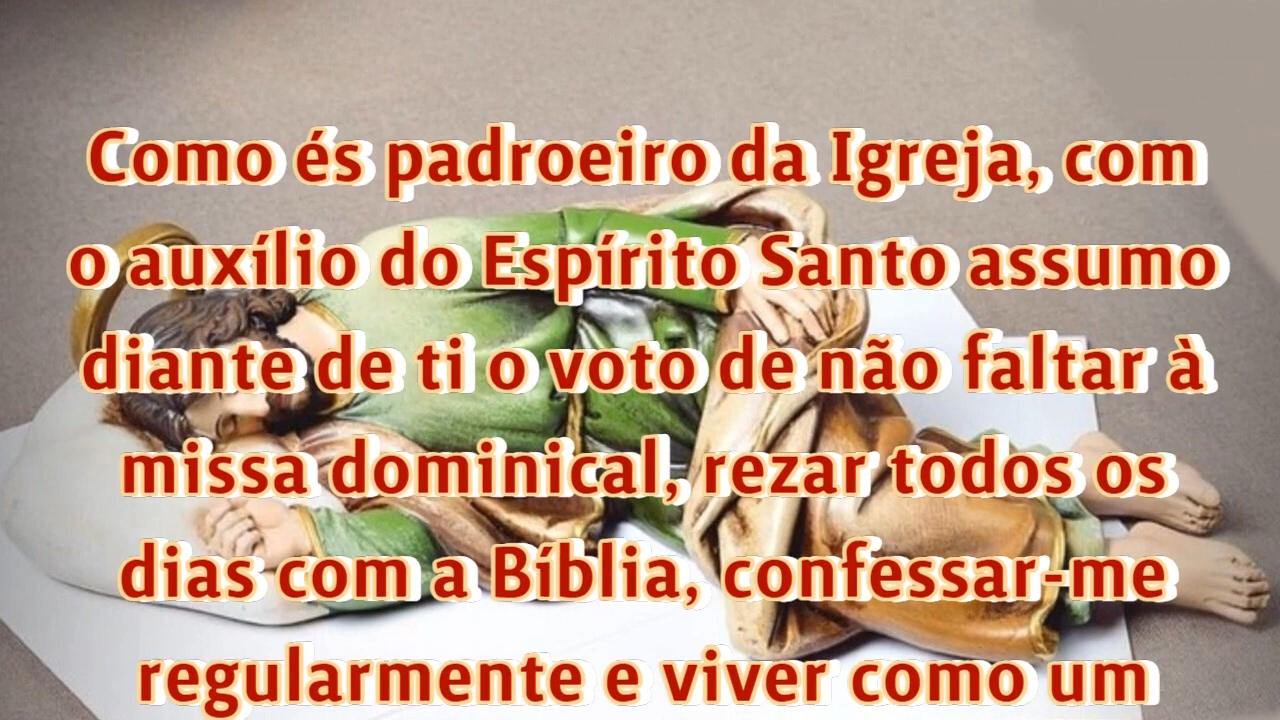 Como és padroeiro da Igreja, com
o auxílio do Espírito Santo assumo
diante de ti o voto de não faltar à
missa dominical, rezar todos os
dias com a Bíblia, confessar-me
regularmente e viver como um